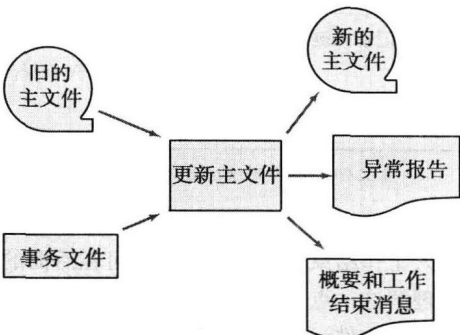 旧的
主文件
事务文件
更新主文件
新的
主文件
异常报告
概要和工作
结束消息